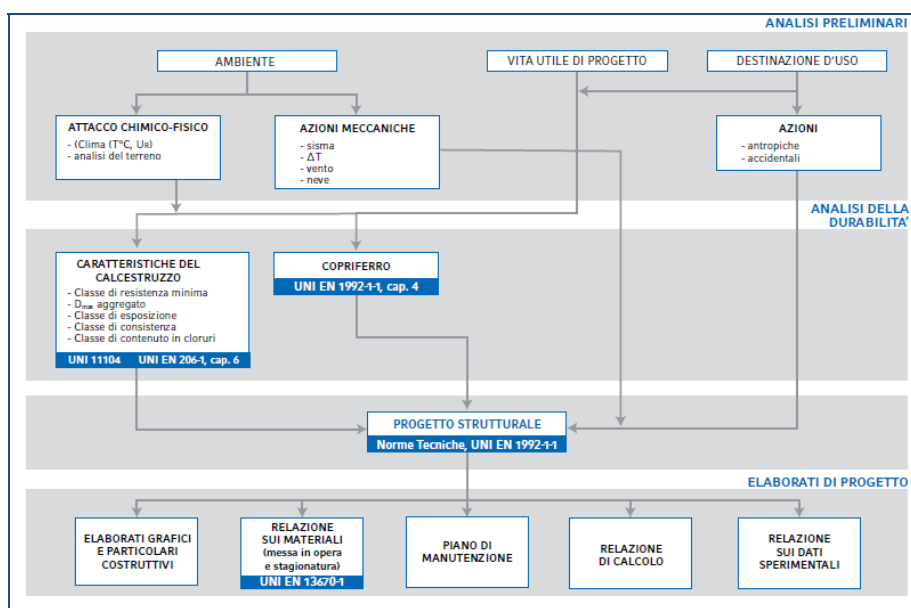 ANALISI PRELIMINARI
AMBIENTE
VITA UTILE DI PROGETTO
DESTINAZIONE D'USO
ATTACCO CHIMICO-FISICO
- (Clima (T°C, UR)
- analisi del terreno
AZIONI MECCANICHE
- sisma
- ΔT
- vento
- neve
AZIONI
- antropiche
- accidentali
ANALISI DELLA
DURABILITA'
CARATTERISTICHE DEL
CALCESTRUZZO
- Classe di resistenza minima
- Dmax aggregato
- Classe di esposizione
- Classe di consistenza
- Classe di contenuto in cloruri
UNI 11104 UNI EN 206-1, cap. 6
COPRIFERRO
UNI EN 1992-1-1, cap. 4
PROGETTO STRUTTURALE
Norme Tecniche, UNI EN 1992-1-1
ELABORATI DI PROGETTO
ELABORATI GRAFICI
E PARTICOLARI
COSTRUTTIVI
RELAZIONE
SUI MATERIALI
(messa in opera
e stagionatura)
UNI EN 13670-1
PIANO DI
MANUTENZIONE
RELAZIONE
DI CALCOLO
RELAZIONE
SUI DATI
SPERIMENTALI